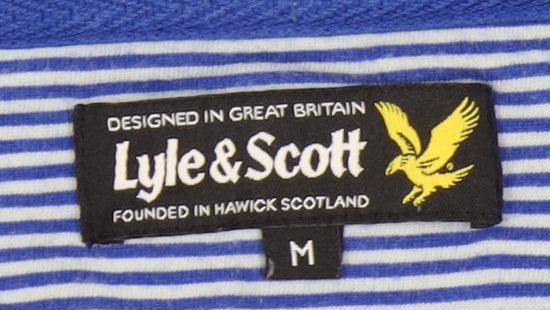 DESIGNED IN GREAT BRITAIN
Lyle & Scott
FOUNDED IN HAWICK SCOTLAND
M